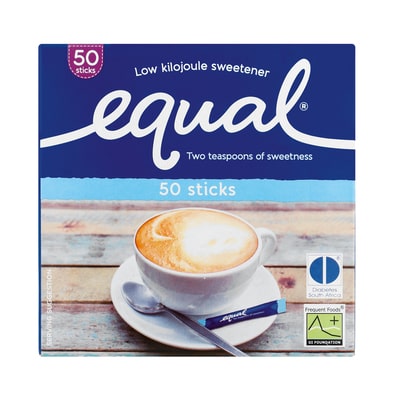 50
sticks
Low kilojoule sweetener
equal®
Two teaspoons of sweetness
50 sticks
SERVING SUGGESTION
Diabetes
South Africa
Frequent Foods
A+
GI FOUNDATION
equal